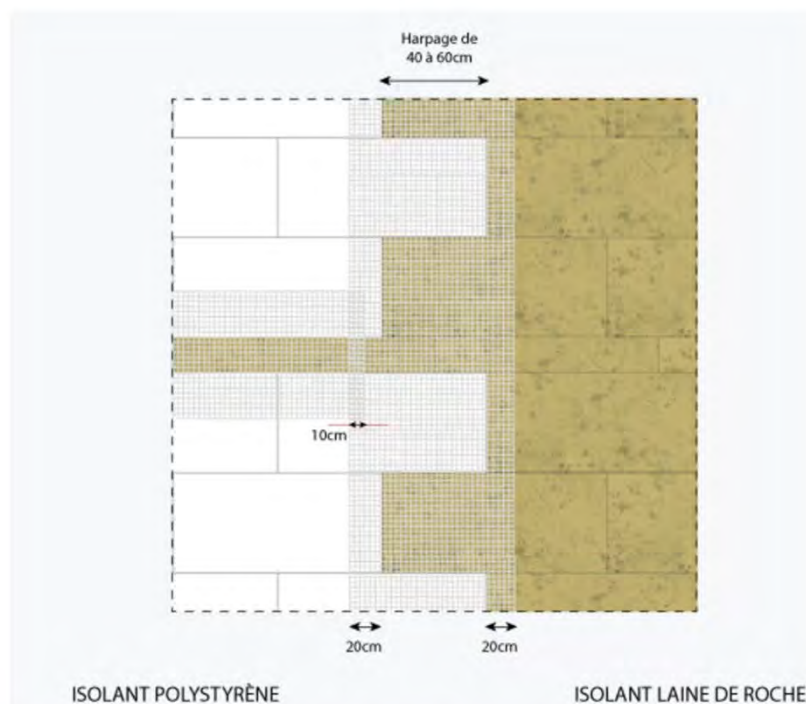 Harpage de
40 à 60cm
10cm
20cm
20cm
ISOLANT POLYSTYRÈNE
ISOLANT LAINE DE ROCHE